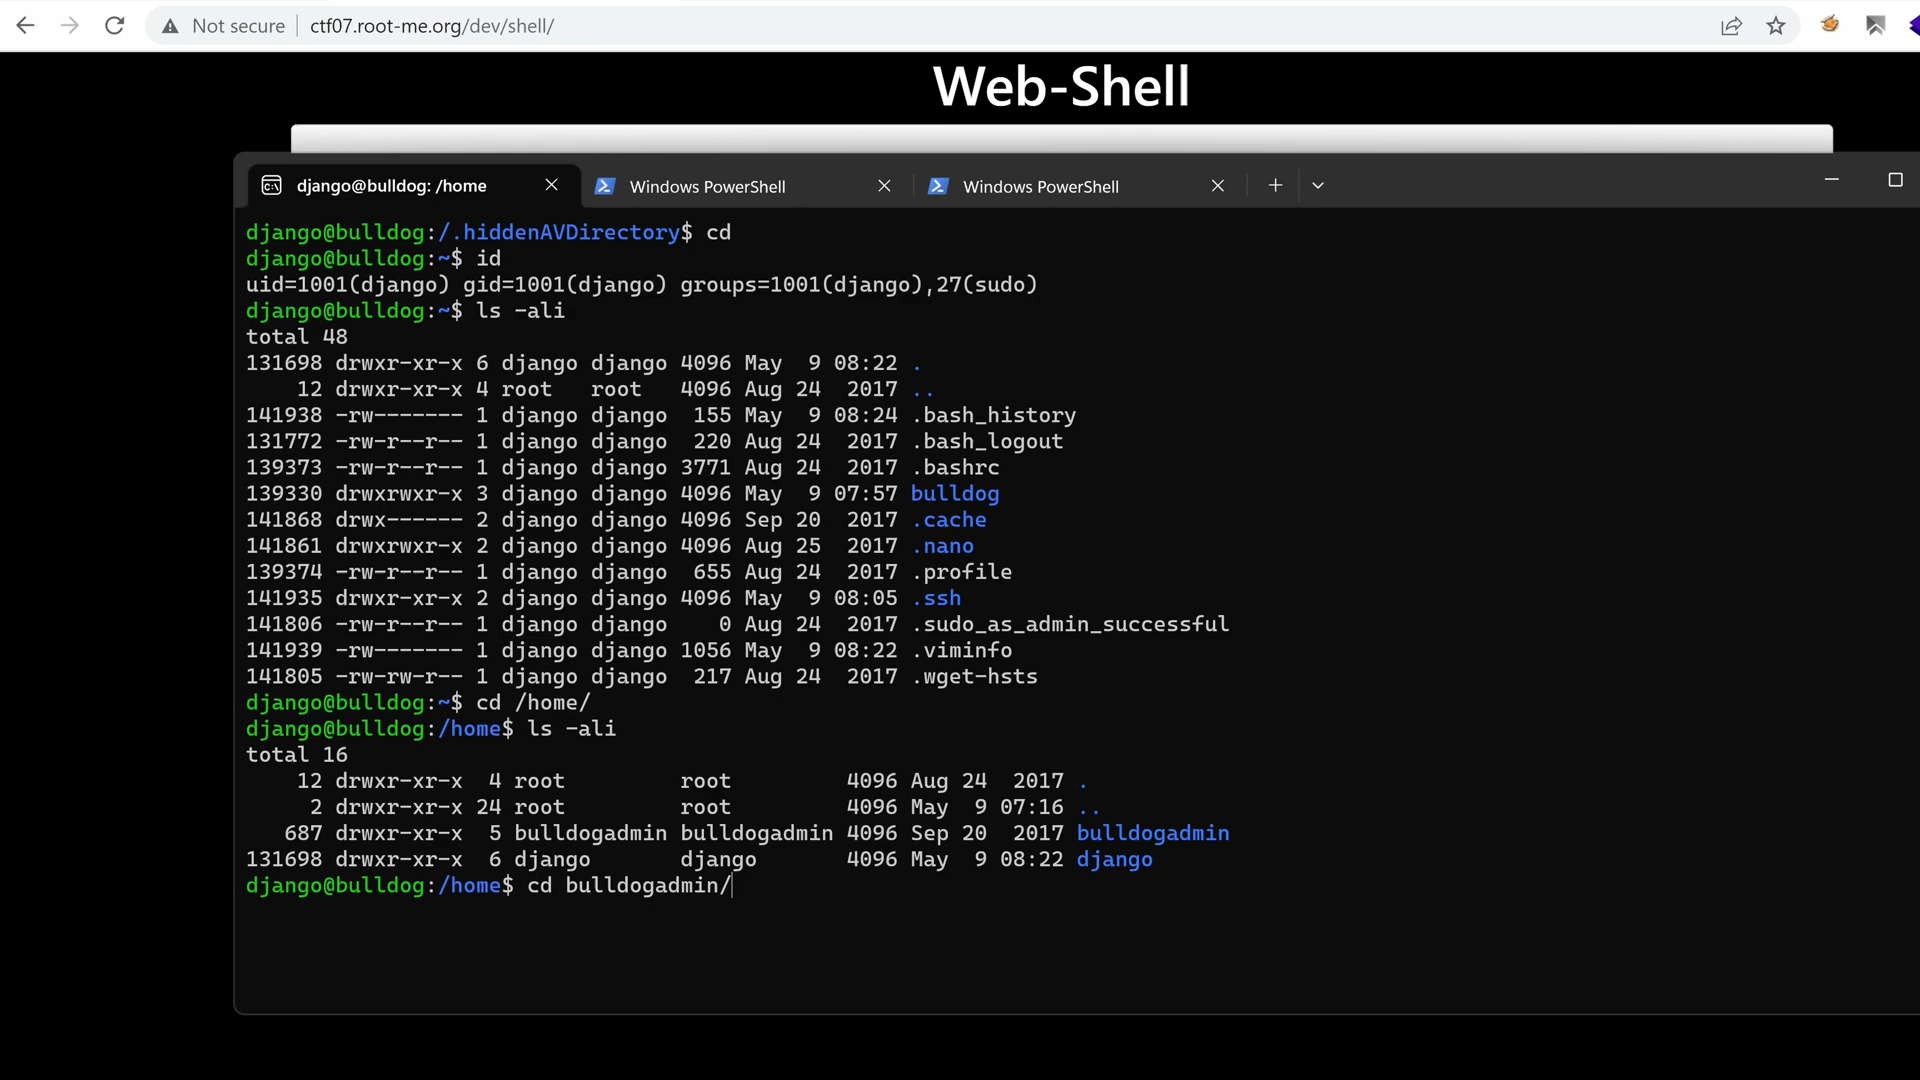 Not secure ctf07.root-me.org/dev/shell/
Web-Shell
django@bulldog: /home Windows PowerShell Windows PowerShell
django@bulldog:/.hiddenAVDirectory$ cd
django@bulldog:~$ id
uid=1001(django) gid=1001(django) groups=1001(django),27(sudo)
django@bulldog:~$ ls -ali
total 48
131698 drwxr-xr-x 6 django django 4096 May  9 08:22 .
    12 drwxr-xr-x 4 root   root   4096 Aug 24  2017 ..
141938 -rw------- 1 django django  155 May  9 08:24 .bash_history
131772 -rw-r--r-- 1 django django  220 Aug 24  2017 .bash_logout
139373 -rw-r--r-- 1 django django 3771 Aug 24  2017 .bashrc
139330 drwxrwxr-x 3 django django 4096 May  9 07:57 bulldog
141868 drwx------ 2 django django 4096 Sep 20  2017 .cache
141861 drwxrwxr-x 2 django django 4096 Aug 25  2017 .nano
139374 -rw-r--r-- 1 django django  655 Aug 24  2017 .profile
141935 drwxr-xr-x 2 django django 4096 May  9 08:05 .ssh
141806 -rw-r--r-- 1 django django    0 Aug 24  2017 .sudo_as_admin_successful
141939 -rw------- 1 django django 1056 May  9 08:22 .viminfo
141805 -rw-rw-r-- 1 django django  217 Aug 24  2017 .wget-hsts
django@bulldog:~$ cd /home/
django@bulldog:/home$ ls -ali
total 16
    12 drwxr-xr-x  4 root         root         4096 Aug 24  2017 .
     2 drwxr-xr-x 24 root         root         4096 May  9 07:16 ..
   687 drwxr-xr-x  5 bulldogadmin bulldogadmin 4096 Sep 20  2017 bulldogadmin
131698 drwxr-xr-x  6 django       django       4096 May  9 08:22 django
django@bulldog:/home$ cd bulldogadmin/